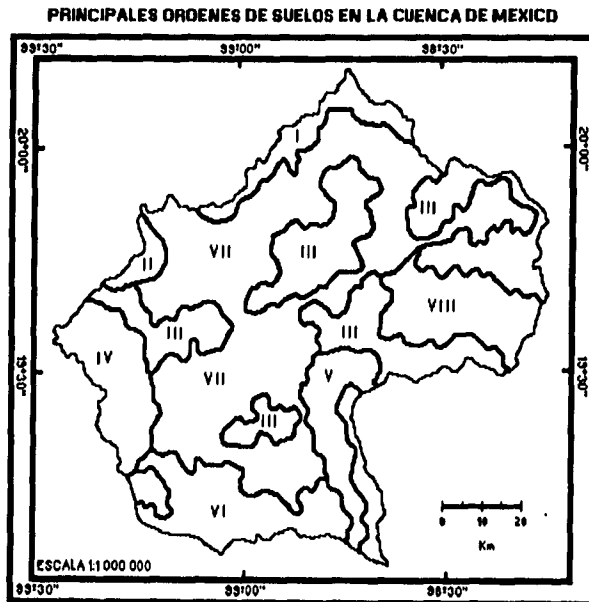 PRINCIPALES ORDENES DE SUELOS EN LA CUENCA DE MEXICO
99°30" 99°00" 98°30"
20°00" 20°00"
I
III
VII III
II
VIII
III III
IV 
V
19°30" 19°30"
VII
III
VI
0 10 20
Km
ESCALA 1:1 000 000
99°30" 99°00" 98°30"